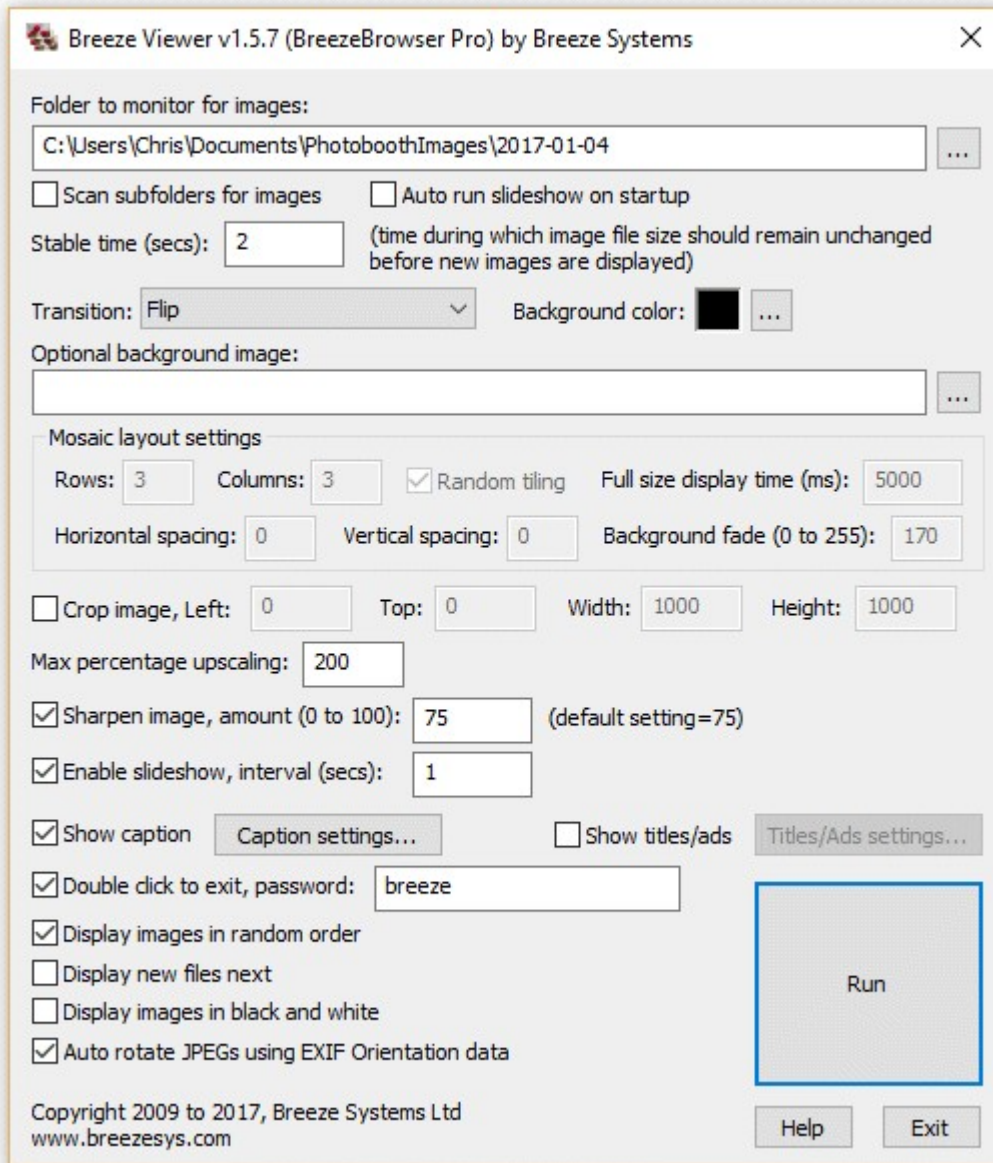 Breeze Viewer v1.5.7 (BreezeBrowser Pro) by Breeze Systems
Folder to monitor for images:
C:\Users\Chris\Documents\PhotoboothImages\2017-01-04 ...
Scan subfolders for images Auto run slideshow on startup
Stable time (secs): 2 (time during which image file size should remain unchanged
before new images are displayed)
Transition: Flip Background color: ...
Optional background image:
...
Mosaic layout settings
Rows: 3 Columns: 3 Random tiling Full size display time (ms): 5000
Horizontal spacing: 0 Vertical spacing: 0 Background fade (0 to 255): 170
Crop image, Left: 0 Top: 0 Width: 1000 Height: 1000
Max percentage upscaling: 200
Sharpen image, amount (0 to 100): 75 (default setting=75)
Enable slideshow, interval (secs): 1
Show caption Caption settings... Show titles/ads Titles/Ads settings...
Double click to exit, password: breeze
Display images in random order
Display new files next
Run
Display images in black and white
Auto rotate JPEGs using EXIF Orientation data
Copyright 2009 to 2017, Breeze Systems Ltd
www.breezesys.com
Help Exit